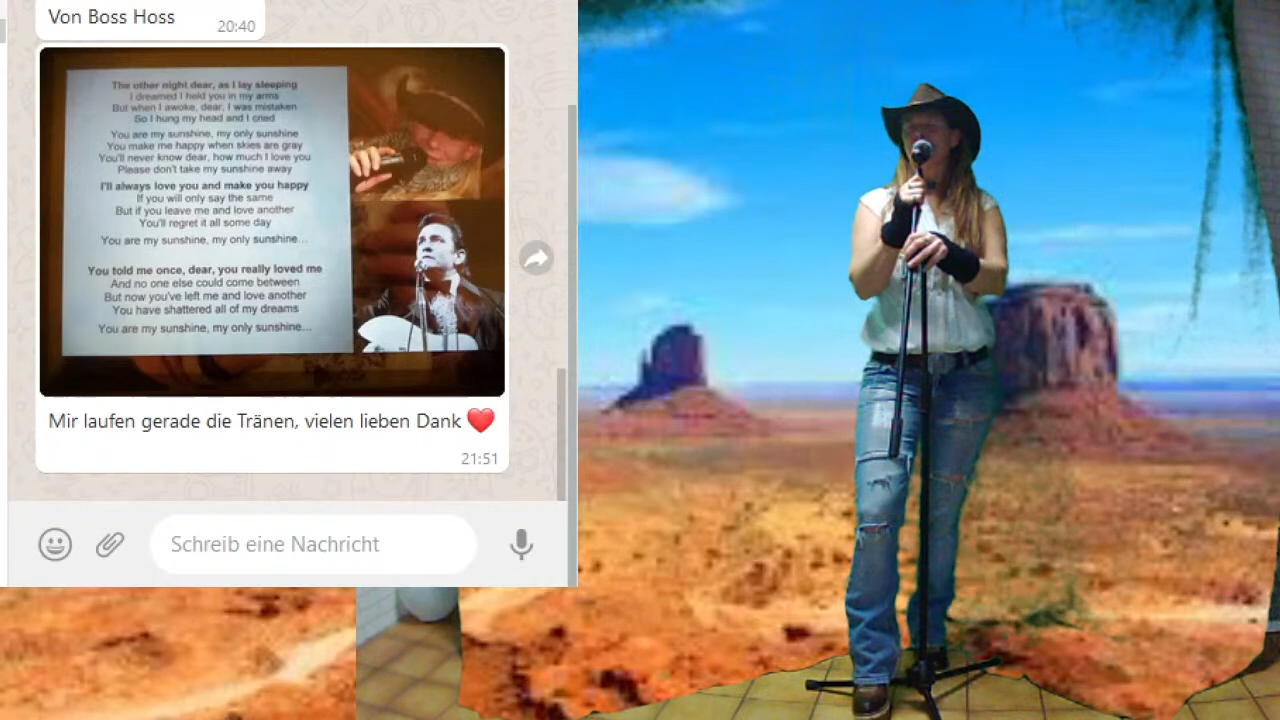 Von Boss Hoss
20:40
The other night dear, as I lay sleeping
I dreamed I held you in my arms
But when I awoke, dear, I was mistaken
So I hung my head and I cried
You are my sunshine, my only sunshine
You make me happy when skies are gray
You'll never know dear, how much I love you
Please don't take my sunshine away
I'll always love you and make you happy
If you will only say the same
But if you leave me and love another
You'll regret it all some day
You are my sunshine, my only sunshine...
You told me once, dear, you really loved me
And no one else could come between
But now you've left me and love another
You have shattered all of my dreams
You are my sunshine, my only sunshine...
Mir laufen gerade die Tränen, vielen lieben Dank ❤️
21:51
Schreib eine Nachricht